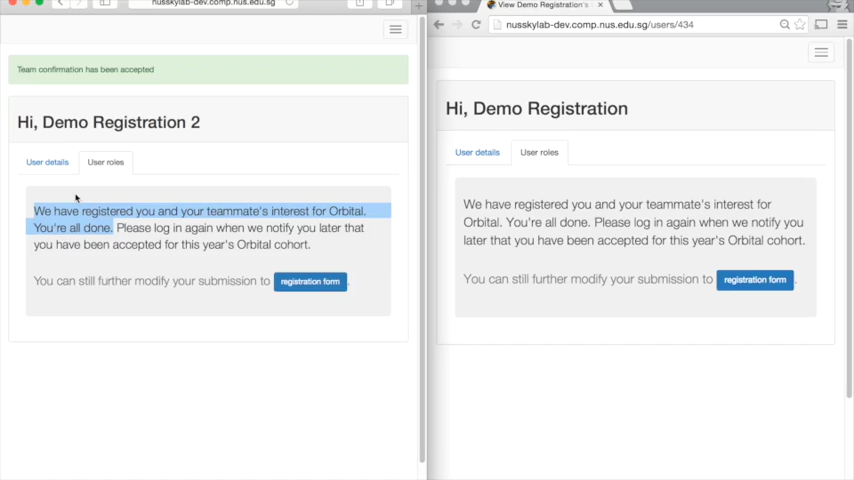 nusskylab-dev.comp.nus.edu.sg
Team confirmation has been accepted
Hi, Demo Registration 2
User details
User roles
We have registered you and your teammate's interest for Orbital.
You're all done. Please log in again when we notify you later that
you have been accepted for this year's Orbital cohort.
You can still further modify your submission to registration form.
View Demo Registration's
nusskylab-dev.comp.nus.edu.sg/users/434
Hi, Demo Registration
User details
User roles
We have registered you and your teammate's interest for
Orbital. You're all done. Please log in again when we notify you
later that you have been accepted for this year's Orbital cohort.
You can still further modify your submission to registration form.